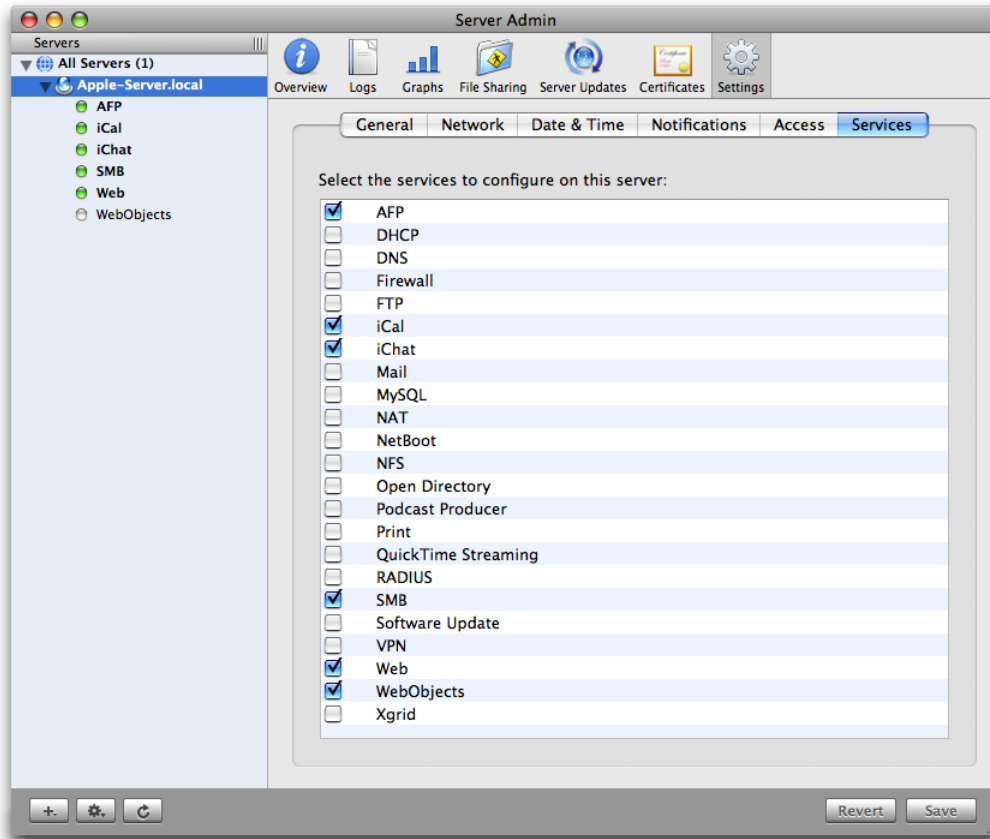 Server Admin
Servers
All Servers (1)
Apple-Server.local
AFP
iCal
iChat
SMB
Web
WebObjects
Overview Logs Graphs File Sharing Server Updates Certificates Settings
General Network Date & Time Notifications Access Services
Select the services to configure on this server:
AFP
DHCP
DNS
Firewall
FTP
iCal
iChat
Mail
MySQL
NAT
NetBoot
NFS
Open Directory
Podcast Producer
Print
QuickTime Streaming
RADIUS
SMB
Software Update
VPN
Web
WebObjects
Xgrid
Revert Save